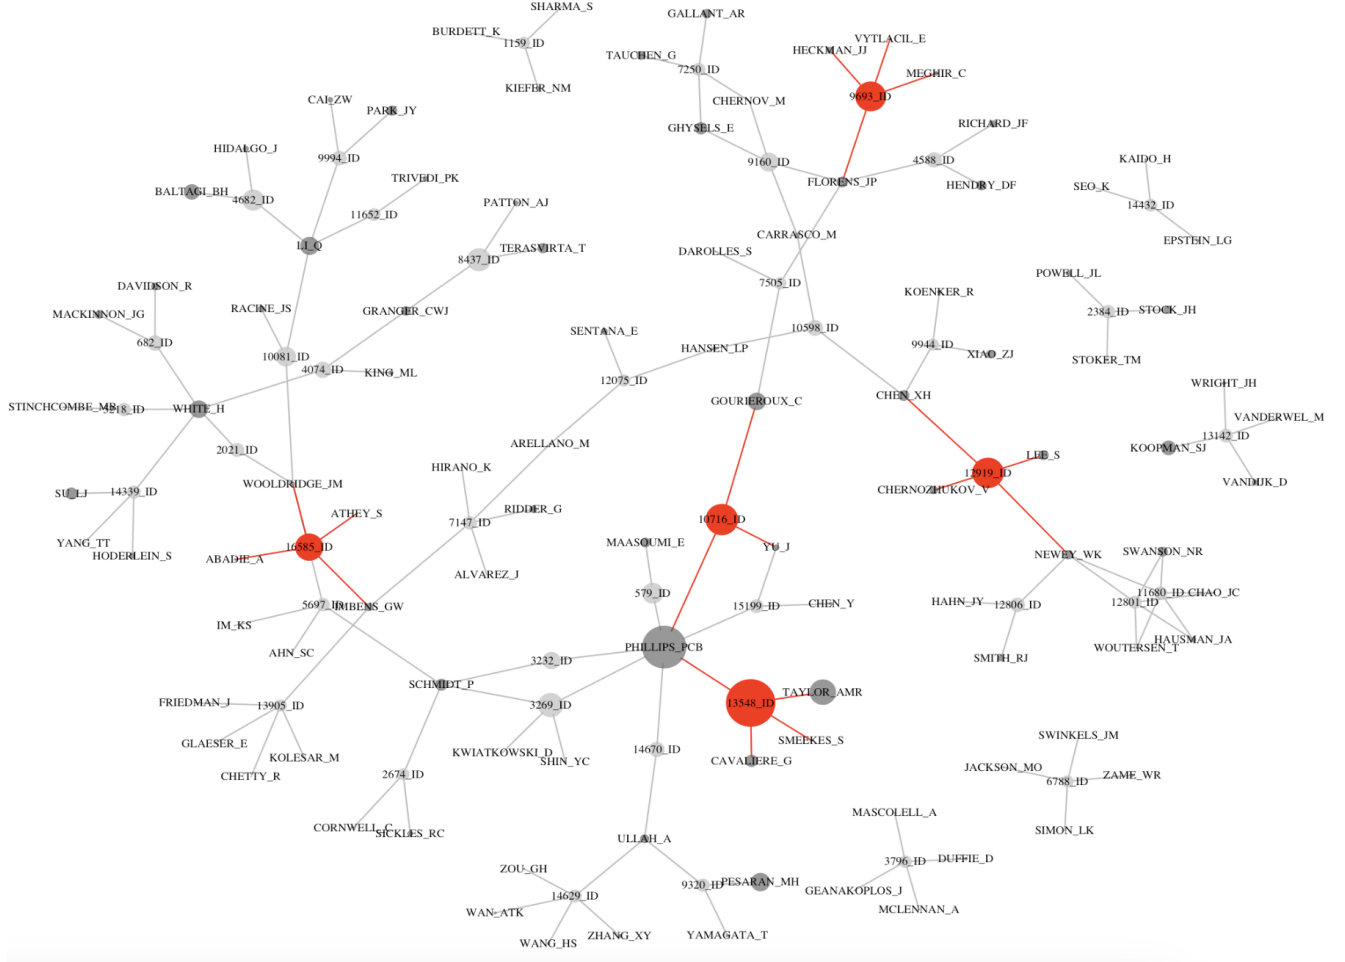 SHARMA_S
GALLANT_AR
BURDETT_K
1159_ID
VYTLACIL_E
HECKMAN_JJ
TAUCHEN_G
7250_ID
MEGHIR_C
KIEFER_NM
9693_ID
CAI_ZW
CHERNOV_M
PARK_JY
GHYSELS_E
RICHARD_JF
HIDALGO_J
9994_ID
9160_ID
4588_ID
KAIDO_H
TRIVEDI_PK
FLORENS_JP
HENDRY_DF
SEO_K
BALTAGI_BH
4682_ID
PATTON_AJ
14432_ID
11652_ID
CARRASCO_M
EPSTEIN_LG
LI_Q
TERASVIRTA_T
DAROLLES_S
8437_ID
POWELL_JL
DAVIDSON_R
7505_ID
KOENKER_R
RACINE_JS
GRANGER_CWJ
MACKINNON_JG
2384_ID
STOCK_JH
SENTANA_E
10598_ID
682_ID
HANSEN_LP
9944_ID
XIAO_ZJ
10081_ID
STOKER_TM
4074_ID
KING_ML
12075_ID
WRIGHT_JH
CHEN_XH
GOURIEROUX_C
STINCHCOMBE_MB
WHITE_H
VANDERWEL_M
13142_ID
ARELLANO_M
KOOPMAN_SJ
2021_ID
LEE_S
HIRANO_K
12919_ID
WOOLDRIDGE_JM
VANDIJK_D
SU_LJ
14339_ID
CHERNOZHUKOV_V
RIDDER_G
ATHEY_S
7147_ID
10716_ID
YANG_TT
MAASOUMI_E
YU_J
16585_ID
HODERLEIN_S
ABADIE_A
NEWEY_WK
SWANSON_NR
ALVAREZ_J
579_ID
11680_ID
CHAO_JC
HAHN_JY
12801_ID
5697_ID
IMBENS_GW
15199_ID
CHEN_Y
12806_ID
IM_KS
HAUSMAN_JA
PHILLIPS_PCB
WOUTERSEN_T
AHN_SC
3232_ID
SMITH_RJ
SCHMIDT_P
TAYLOR_AMR
FRIEDMAN_J
13905_ID
3269_ID
13548_ID
SWINKELS_JM
GLAESER_E
SMEEKES_S
14670_ID
KWIATKOWSKI_D
KOLESAR_M
SHIN_YC
CAVALIERE_G
JACKSON_MO
CHETTY_R
2674_ID
6788_ID
ZAME_WR
MASCOLELL_A
CORNWELL_C
SICKLES_RC
SIMON_LK
ULLAH_A
3796_ID
DUFFIE_D
ZOU_GH
9320_ID
PESARAN_MH
GEANAKOPLOS_J
14629_ID
WAN_ATK
MCLENNAN_A
ZHANG_XY
YAMAGATA_T
WANG_HS